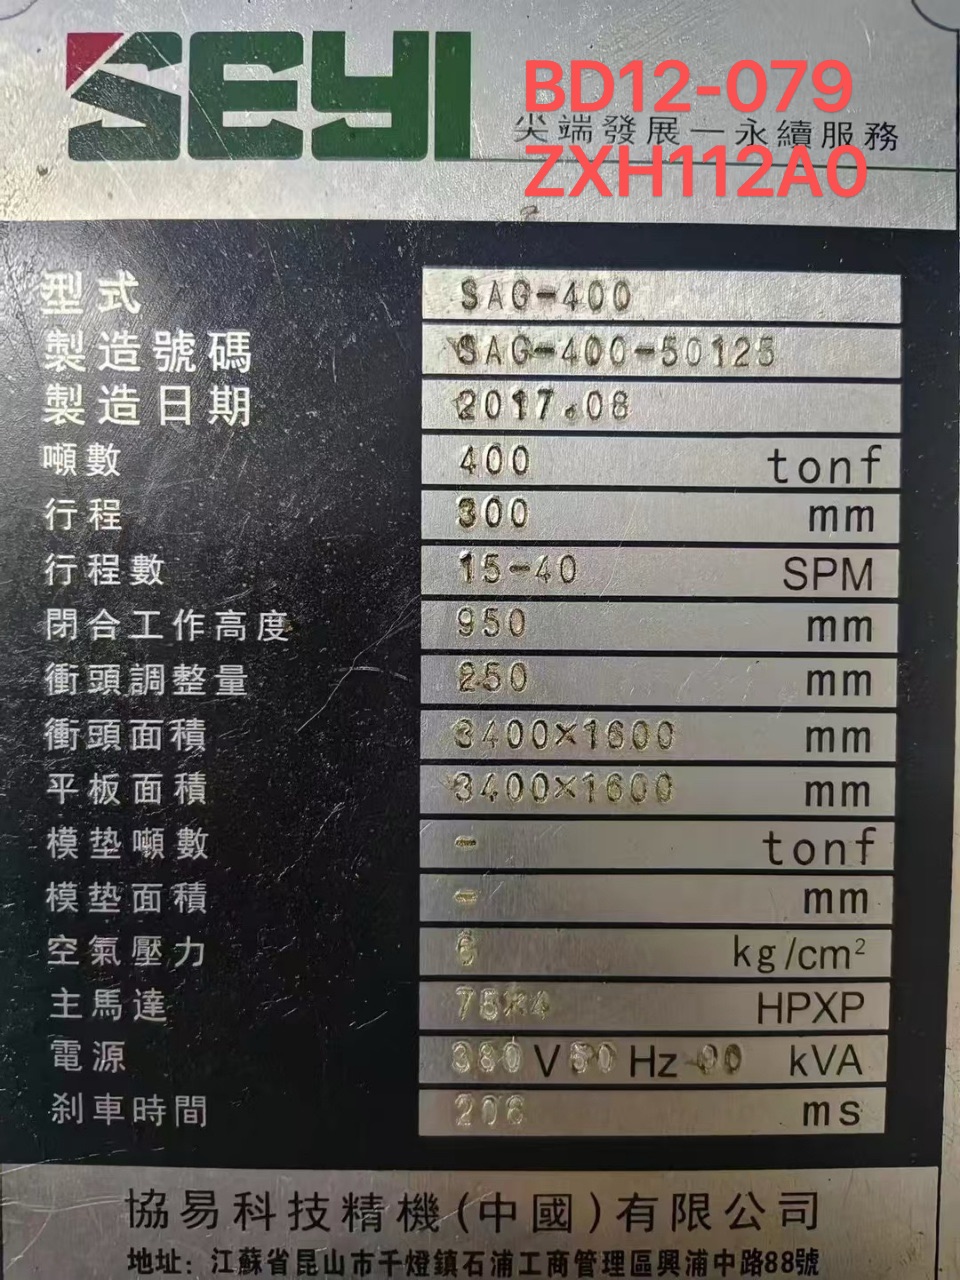 SEYI
BD12-079
尖端發展一永續服務
ZXH112A0
型式 SAG-400
製造號碼 SAG-400-50125
製造日期 2017.08
噸數 400 tonf
行程 300 mm
行程數 15-40 SPM
閉合工作高度 950 mm
衝頭調整量 250 mm
衝頭面積 3400×1600 mm
平板面積 3400×1600 mm
模垫噸數 - tonf
模垫面積 - mm
空氣壓力 6 kg/cm²
主馬達 75×4 HPXP
電源 380 V 50 Hz 90 kVA
刹車時間 208 ms
協易科技精機(中國)有限公司
地址: 江蘇省昆山市千燈鎮石浦工商管理區興浦中路88號